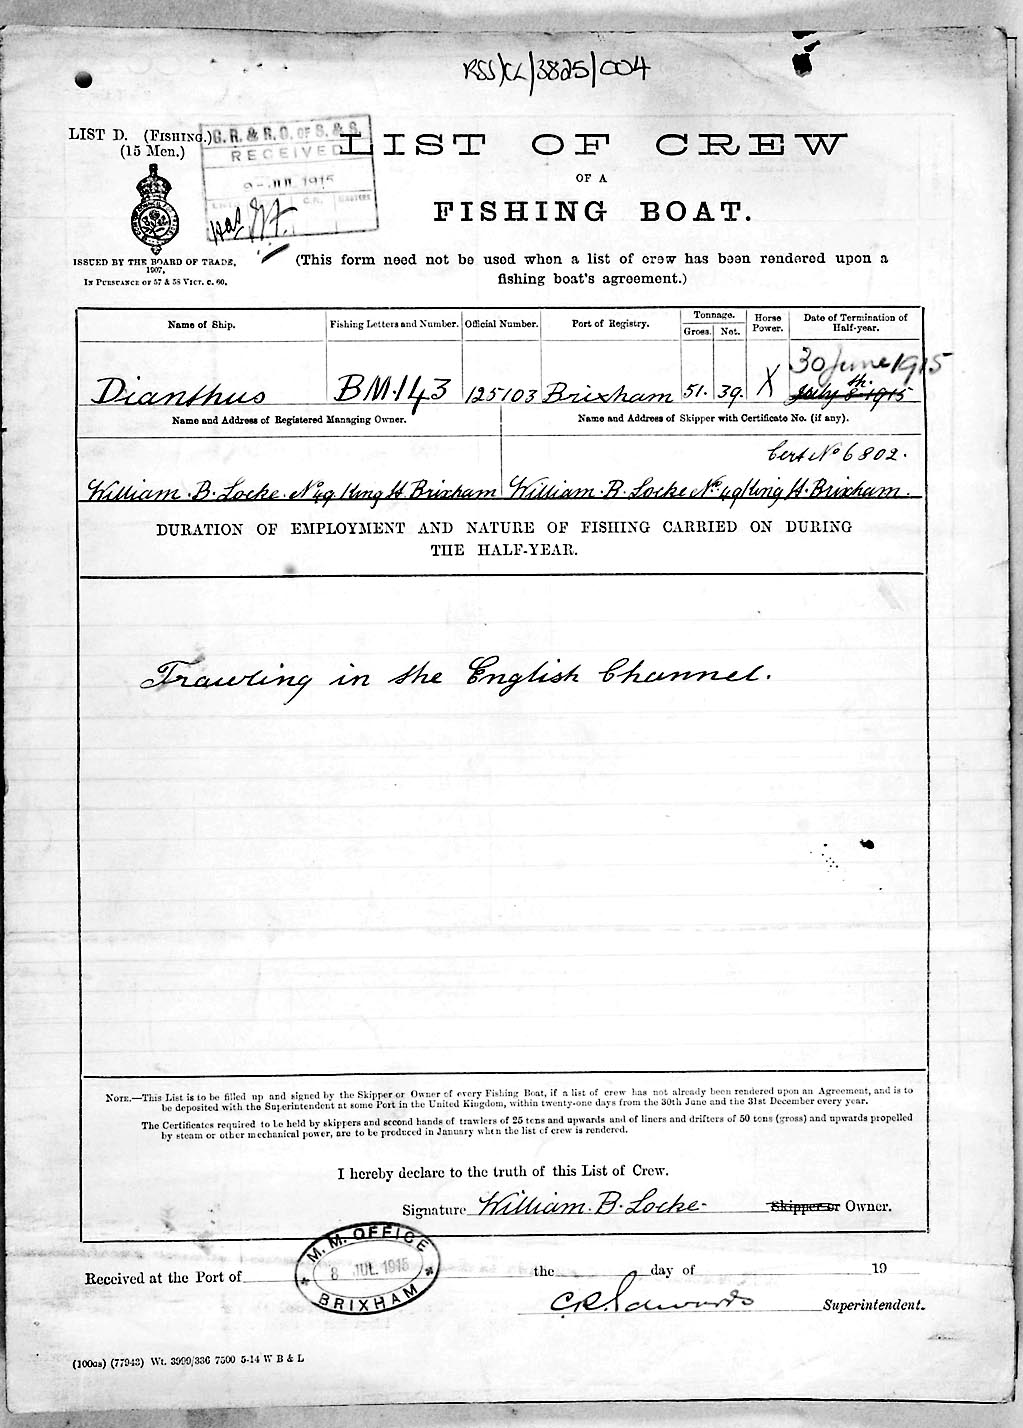 RSS/CL/3825/004
LIST D. (FISHING.)
(15 Men.)
G. R. & R. O. OF S. & S.
RECEIVED
JUL 1915
LIST OF CREW
OF A
FISHING BOAT.
ISSUED BY THE BOARD OF TRADE,
1907,
IN PURSUANCE OF 57 & 58 VICT. C. 60.
(This form need not be used when a list of crew has been rendered upon a
fishing boat's agreement.)
Name of Ship. Fishing Letters and Number. Official Number. Port of Registry. Tonnage. Gross. Net. Horse Power. Date of Termination of Half-year.
30 June 1915
Dianthus BM.143 125103 Brixham 51. 39. X July 8th 1915
Name and Address of Registered Managing Owner. Name and Address of Skipper with Certificate No. (if any).
Cert No 6802.
William. B. Locke. No 49 King St Brixham William. B. Locke No. 49 King St. Brixham.
DURATION OF EMPLOYMENT AND NATURE OF FISHING CARRIED ON DURING
THE HALF-YEAR.
Trawling in the English Channel.
NOTE.—This List is to be filled up and signed by the Skipper or Owner of every Fishing Boat, if a list of crew has not already been rendered upon an Agreement, and is to
be deposited with the Superintendent at some Port in the United Kingdom, within twenty-one days from the 30th June and the 31st December every year.
The Certificates required to be held by skippers and second hands of trawlers of 25 tons and upwards and of liners and drifters of 50 tons (gross) and upwards propelled
by steam or other mechanical power, are to be produced in January when the list of crew is rendered.
I hereby declare to the truth of this List of Crew.
Signature William. B. Locke- Skipper or Owner.
M. M. OFFICE
8 JUL 1915
BRIXHAM
Received at the Port of the day of 19
C.R. Edwards Superintendent.
(100as) (77943) Wt. 3999/336 7500 5-14 W B & L